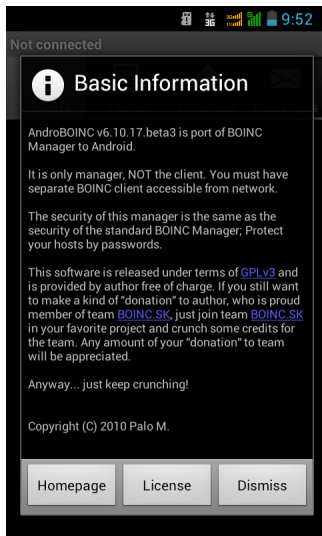 3G
9:52
Not connected
Basic Information
AndroBOINC v6.10.17.beta3 is port of BOINC
Manager to Android.
It is only manager, NOT the client. You must have
separate BOINC client accessible from network.
The security of this manager is the same as the
security of the standard BOINC Manager; Protect
your hosts by passwords.
This software is released under terms of GPLv3 and
is provided by author free of charge. If you still want
to make a kind of "donation" to author, who is proud
member of team BOINC.SK, just join team BOINC.SK
in your favorite project and crunch some credits for
the team. Any amount of your "donation" to team
will be appreciated.
Anyway... just keep crunching!
Copyright (C) 2010 Palo M.
Homepage License Dismiss